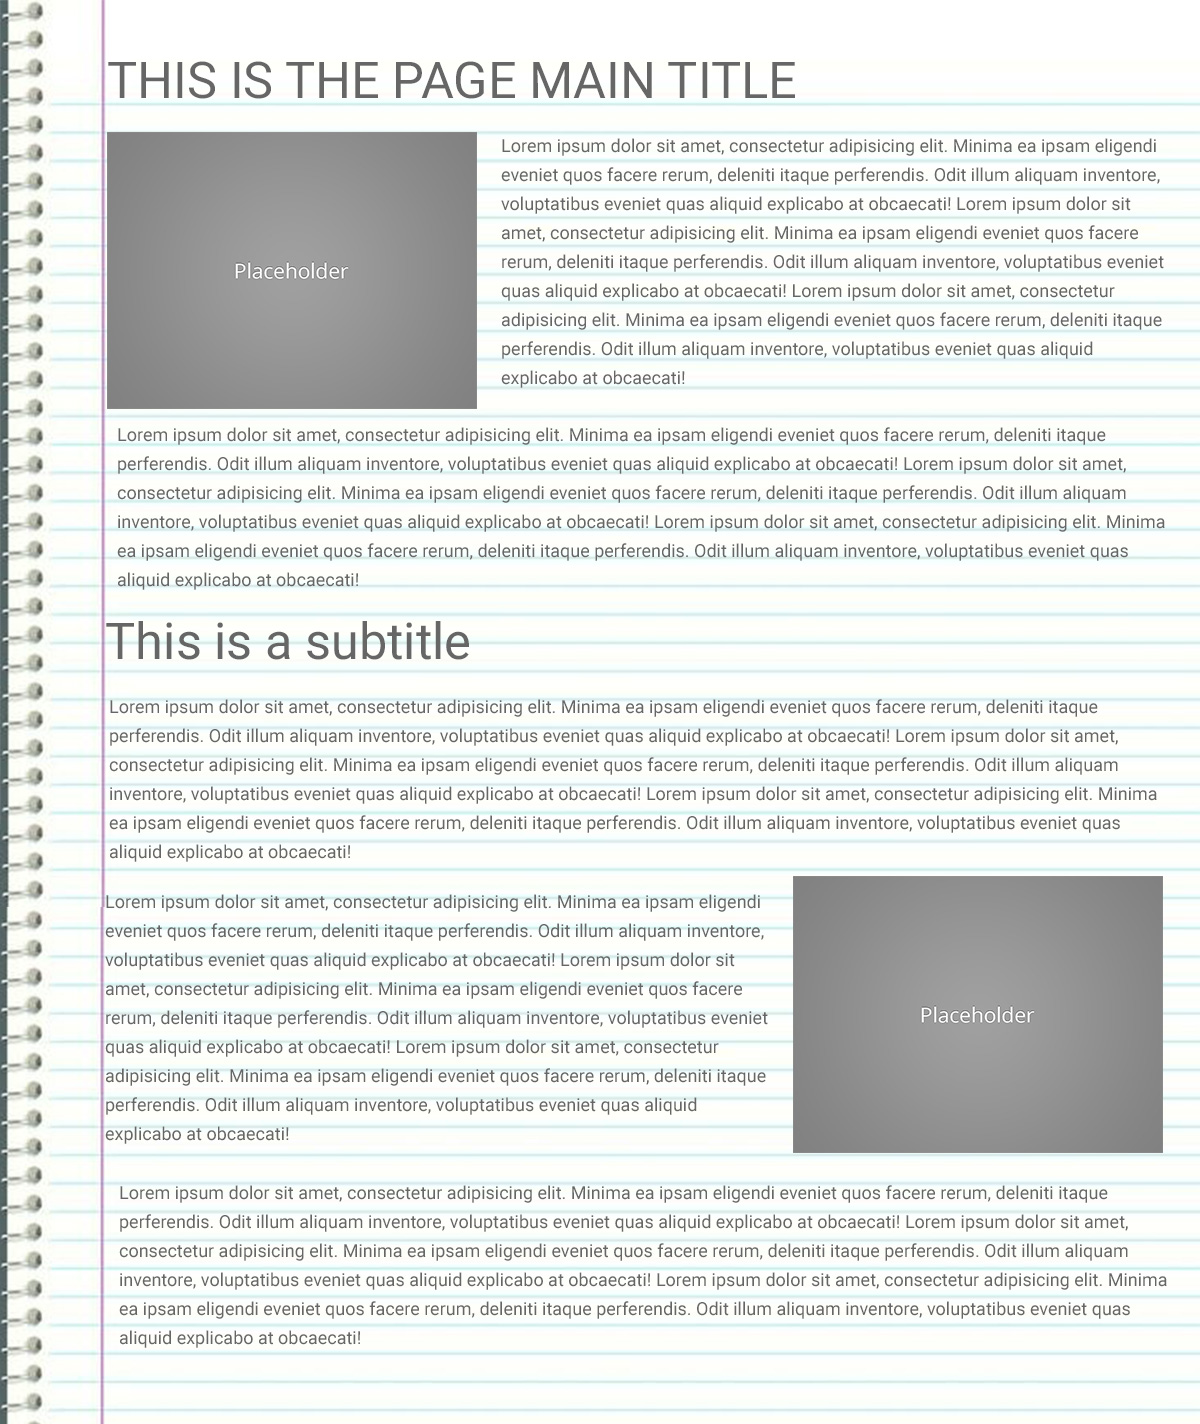 THIS IS THE PAGE MAIN TITLE
Placeholder
Lorem ipsum dolor sit amet, consectetur adipisicing elit. Minima ea ipsam eligendi
eveniet quos facere rerum, deleniti itaque perferendis. Odit illum aliquam inventore,
voluptatibus eveniet quas aliquid explicabo at obcaecati! Lorem ipsum dolor sit
amet, consectetur adipisicing elit. Minima ea ipsam eligendi eveniet quos facere
rerum, deleniti itaque perferendis. Odit illum aliquam inventore, voluptatibus eveniet
quas aliquid explicabo at obcaecati! Lorem ipsum dolor sit amet, consectetur
adipisicing elit. Minima ea ipsam eligendi eveniet quos facere rerum, deleniti itaque
perferendis. Odit illum aliquam inventore, voluptatibus eveniet quas aliquid
explicabo at obcaecati!
Lorem ipsum dolor sit amet, consectetur adipisicing elit. Minima ea ipsam eligendi eveniet quos facere rerum, deleniti itaque
perferendis. Odit illum aliquam inventore, voluptatibus eveniet quas aliquid explicabo at obcaecati! Lorem ipsum dolor sit amet,
consectetur adipisicing elit. Minima ea ipsam eligendi eveniet quos facere rerum, deleniti itaque perferendis. Odit illum aliquam
inventore, voluptatibus eveniet quas aliquid explicabo at obcaecati! Lorem ipsum dolor sit amet, consectetur adipisicing elit. Minima
ea ipsam eligendi eveniet quos facere rerum, deleniti itaque perferendis. Odit illum aliquam inventore, voluptatibus eveniet quas
aliquid explicabo at obcaecati!
This is a subtitle
Lorem ipsum dolor sit amet, consectetur adipisicing elit. Minima ea ipsam eligendi eveniet quos facere rerum, deleniti itaque
perferendis. Odit illum aliquam inventore, voluptatibus eveniet quas aliquid explicabo at obcaecati! Lorem ipsum dolor sit amet,
consectetur adipisicing elit. Minima ea ipsam eligendi eveniet quos facere rerum, deleniti itaque perferendis. Odit illum aliquam
inventore, voluptatibus eveniet quas aliquid explicabo at obcaecati! Lorem ipsum dolor sit amet, consectetur adipisicing elit. Minima
ea ipsam eligendi eveniet quos facere rerum, deleniti itaque perferendis. Odit illum aliquam inventore, voluptatibus eveniet quas
aliquid explicabo at obcaecati!
Lorem ipsum dolor sit amet, consectetur adipisicing elit. Minima ea ipsam eligendi
eveniet quos facere rerum, deleniti itaque perferendis. Odit illum aliquam inventore,
voluptatibus eveniet quas aliquid explicabo at obcaecati! Lorem ipsum dolor sit
amet, consectetur adipisicing elit. Minima ea ipsam eligendi eveniet quos facere
rerum, deleniti itaque perferendis. Odit illum aliquam inventore, voluptatibus eveniet
quas aliquid explicabo at obcaecati! Lorem ipsum dolor sit amet, consectetur
adipisicing elit. Minima ea ipsam eligendi eveniet quos facere rerum, deleniti itaque
perferendis. Odit illum aliquam inventore, voluptatibus eveniet quas aliquid
explicabo at obcaecati!
Placeholder
Lorem ipsum dolor sit amet, consectetur adipisicing elit. Minima ea ipsam eligendi eveniet quos facere rerum, deleniti itaque
perferendis. Odit illum aliquam inventore, voluptatibus eveniet quas aliquid explicabo at obcaecati! Lorem ipsum dolor sit amet,
consectetur adipisicing elit. Minima ea ipsam eligendi eveniet quos facere rerum, deleniti itaque perferendis. Odit illum aliquam
inventore, voluptatibus eveniet quas aliquid explicabo at obcaecati! Lorem ipsum dolor sit amet, consectetur adipisicing elit. Minima
ea ipsam eligendi eveniet quos facere rerum, deleniti itaque perferendis. Odit illum aliquam inventore, voluptatibus eveniet quas
aliquid explicabo at obcaecati!